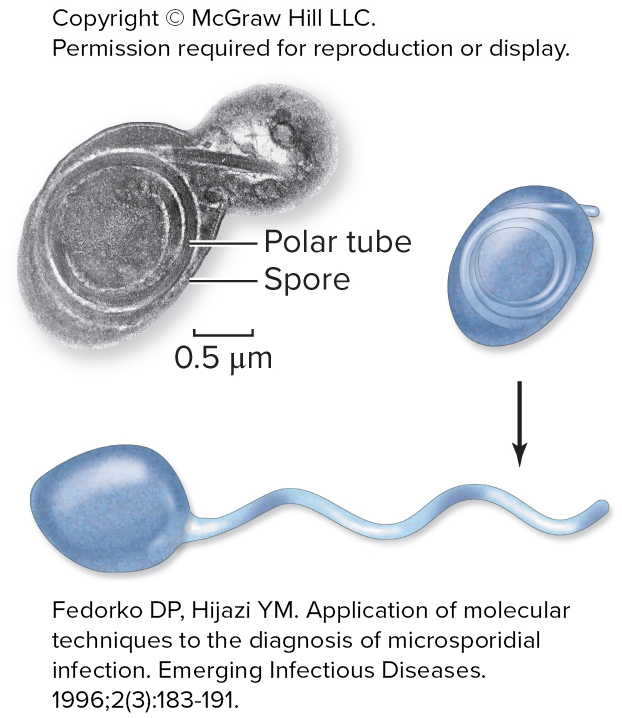 Copyright © McGraw Hill LLC.
Permission required for reproduction or display.
Polar tube
Spore
0.5 μm
Fedorko DP, Hijazi YM. Application of molecular
techniques to the diagnosis of microsporidial
infection. Emerging Infectious Diseases.
1996;2(3):183-191.